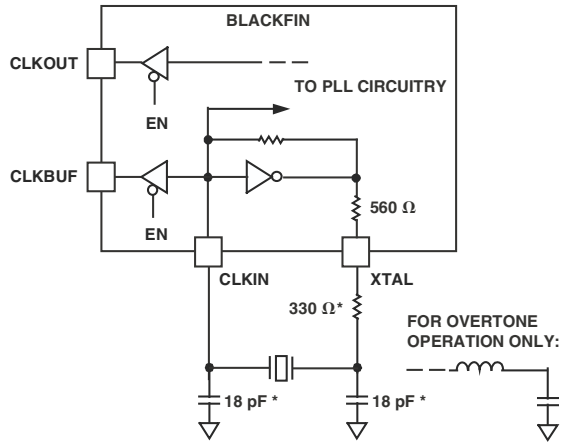 BLACKFIN
CLKOUT
TO PLL CIRCUITRY
EN
CLKBUF
560 Ω
EN
CLKIN
XTAL
330 Ω*
FOR OVERTONE
OPERATION ONLY:
18 pF *
18 pF *